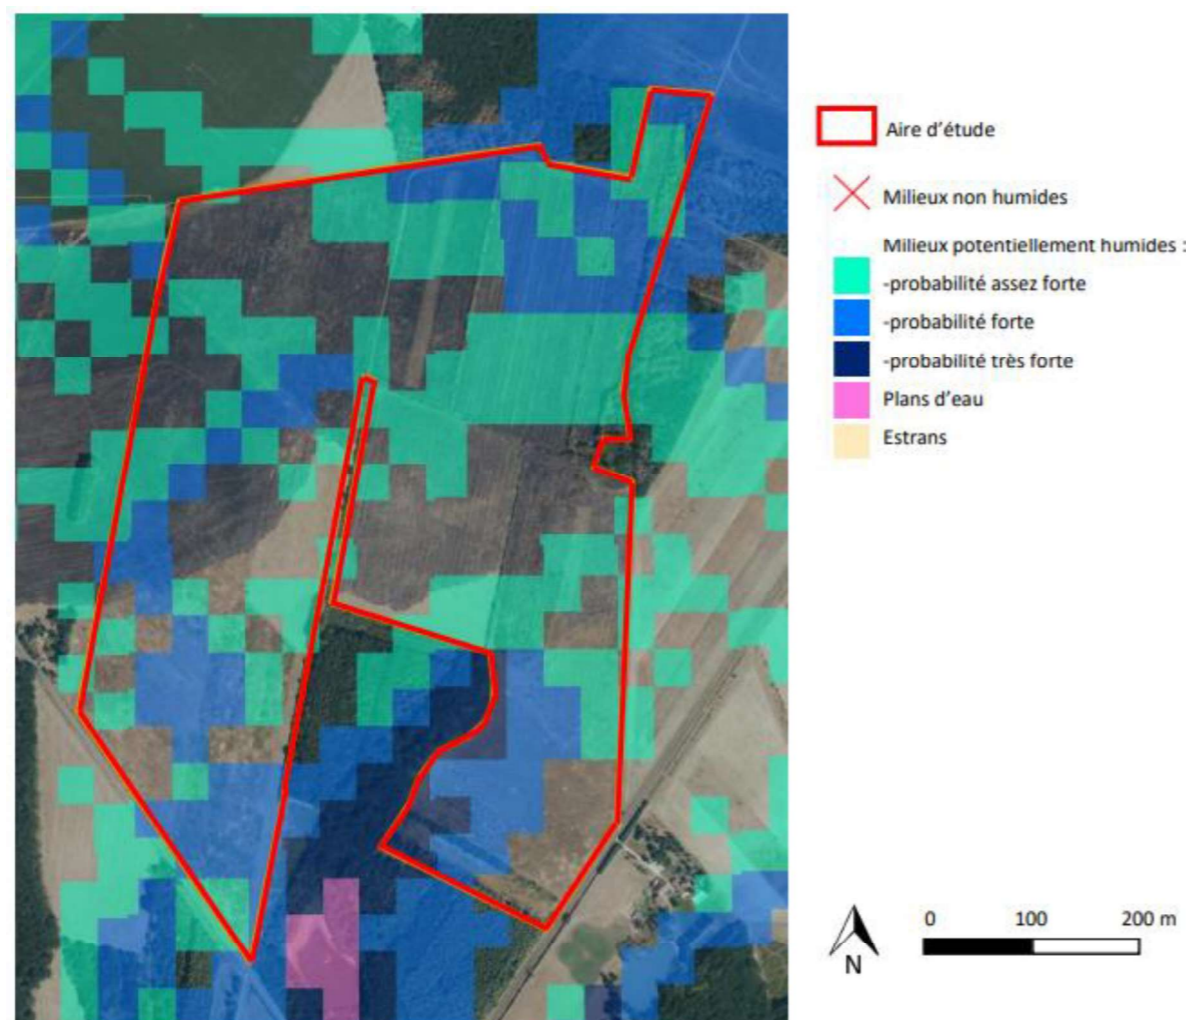 Aire d'étude
Milieux non humides
Milieux potentiellement humides :
-probabilité assez forte
-probabilité forte
-probabilité très forte
Plans d'eau
Estrans
0 100 200 m
N